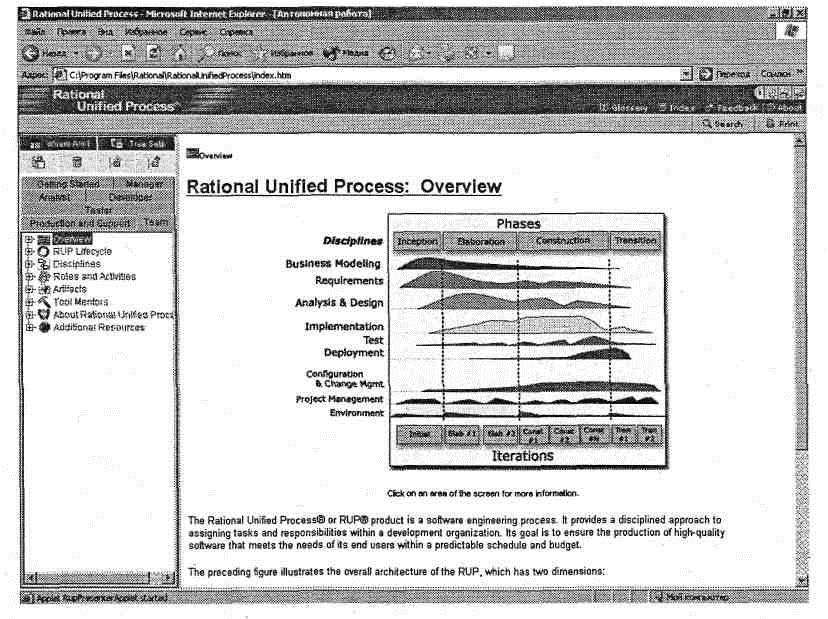 Rational Unified Process - Microsoft Internet Explorer - [Автономная работа]
Файл Правка Вид Избранное Сервис Справка
Назад Поиск Избранное Медиа
Адрес: C:\Program Files\Rational\RationalUnifiedProcess\index.htm Переход Ссылки
Rational
Unified Process
Glossary Index Feedback About
Search Print
Where Am I Tree Sets
Getting Started Manager
Analyst Developer
Tester
Production and Support Team
Overview
RUP Lifecycle
Disciplines
Roles and Activities
Artifacts
Tool Mentors
About Rational Unified Proc
Additional Resources
Overview
Rational Unified Process: Overview
Phases
Disciplines Inception Elaboration Construction Transition
Business Modeling
Requirements
Analysis & Design
Implementation
Test
Deployment
Configuration
& Change Mgmt
Project Management
Environment
Initial Elab #1 Elab #2 Const #1 Const #2 Const #N Tran #1 Tran #2
Iterations
Click on an area of the screen for more information.
The Rational Unified Process® or RUP® product is a software engineering process. It provides a disciplined approach to
assigning tasks and responsibilities within a development organization. Its goal is to ensure the production of high-quality
software that meets the needs of its end users within a predictable schedule and budget.
The preceding figure illustrates the overall architecture of the RUP, which has two dimensions:
Applet RupPresenterApplet started
Мой компьютер